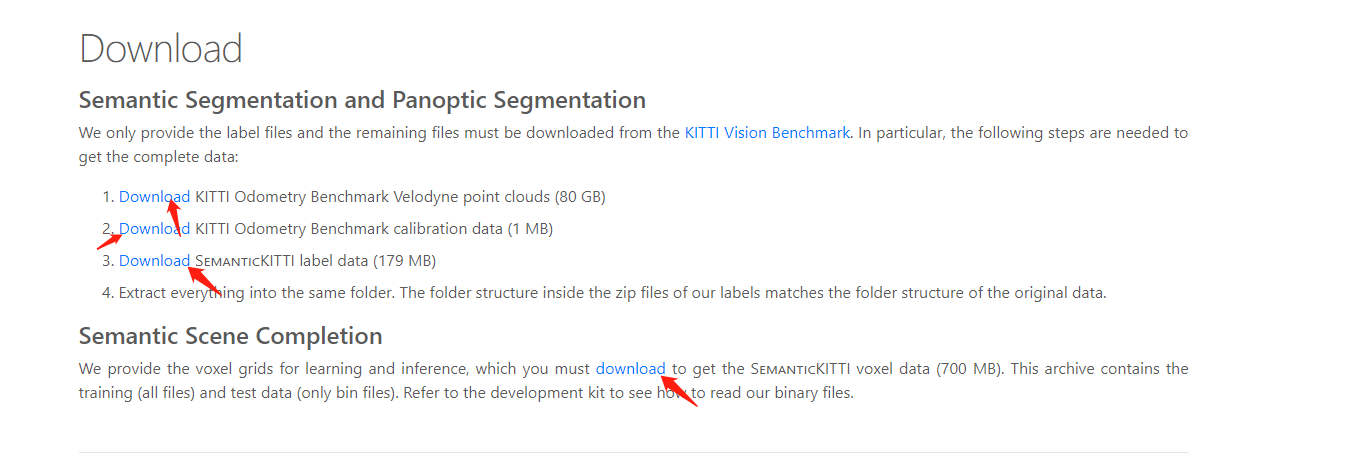 Download
Semantic Segmentation and Panoptic Segmentation
We only provide the label files and the remaining files must be downloaded from the KITTI Vision Benchmark. In particular, the following steps are needed to
get the complete data:
1. Download KITTI Odometry Benchmark Velodyne point clouds (80 GB)
2. Download KITTI Odometry Benchmark calibration data (1 MB)
3. Download SEMANTICKITTI label data (179 MB)
4. Extract everything into the same folder. The folder structure inside the zip files of our labels matches the folder structure of the original data.
Semantic Scene Completion
We provide the voxel grids for learning and inference, which you must download to get the SEMANTICKITTI voxel data (700 MB). This archive contains the
training (all files) and test data (only bin files). Refer to the development kit to see how to read our binary files.